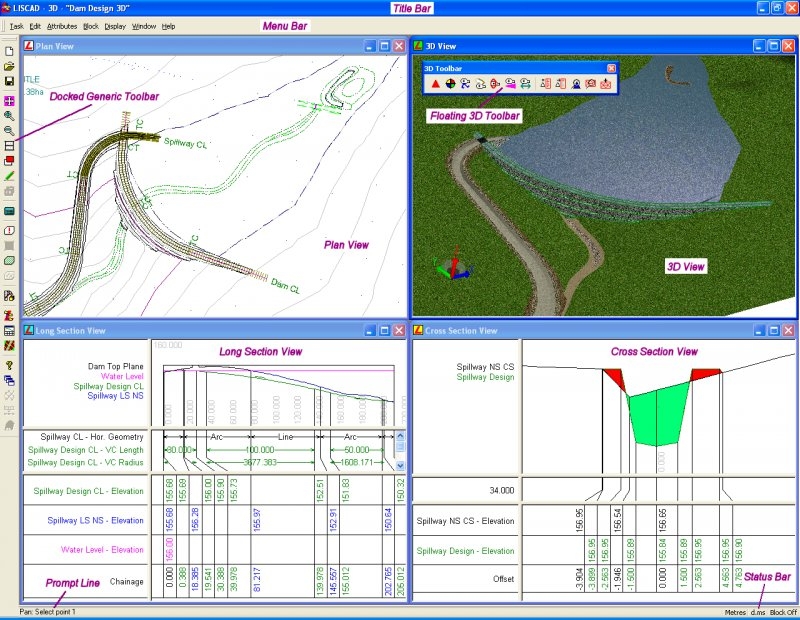 LISCAD - 3D - "Dam Design 3D"
Title Bar
Task Edit Attributes Block Display Window Help
Menu Bar
Plan View
ITLE
.38ha
Docked Generic Toolbar
TC
CT
Spillway CL
TC
TC
Dam CL
Plan View
3D View
3D Toolbar
Floating 3D Toolbar
3D View
Long Section View
160.000
Long Section View
Dam Top Plane
Water Level
Spillway Design CL
Spillway LS NS
0.000 20.000 40.000 60.000 80.000 100.000 120.000 140.000 160.000 180.000
Spillway CL - Hor. Geometry Arc Line Arc
Spillway Design CL - VC Length 80.000 100.000 50.000
Spillway Design CL - VC Radius 3677.383 1608.171
Spillway Design CL - Elevation 155.68 155.69 156.00 155.90 155.73 152.51 151.83 150.32
Spillway LS NS - Elevation 155.68 156.28 155.97 152.91 150.64
Water Level - Elevation 156.00
Chainage 0.000 0.388 18.385 19.541 30.388 39.978 81.217 139.978 145.557 155.012 202.765 205.012
Prompt Line
Cross Section View
Cross Section View
Spillway NS CS
Spillway Design
0.000
34.000
Spillway NS CS - Elevation 156.95 156.54 156.65
Spillway Design - Elevation 156.95 156.95 155.89 155.84 155.89 156.95 156.95 156.90
Offset -3.904 -3.899 -2.563 -1.946 -1.500 0.000 1.500 2.563 4.563 4.763
Status Bar
Pan: Select point 1
Metres d.ms Block Off